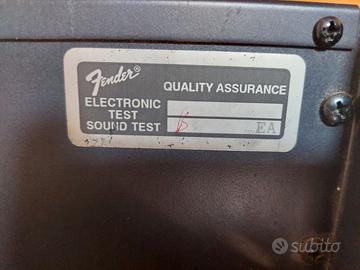 Fender®
QUALITY ASSURANCE
ELECTRONIC
TEST
SOUND TEST EA
subito